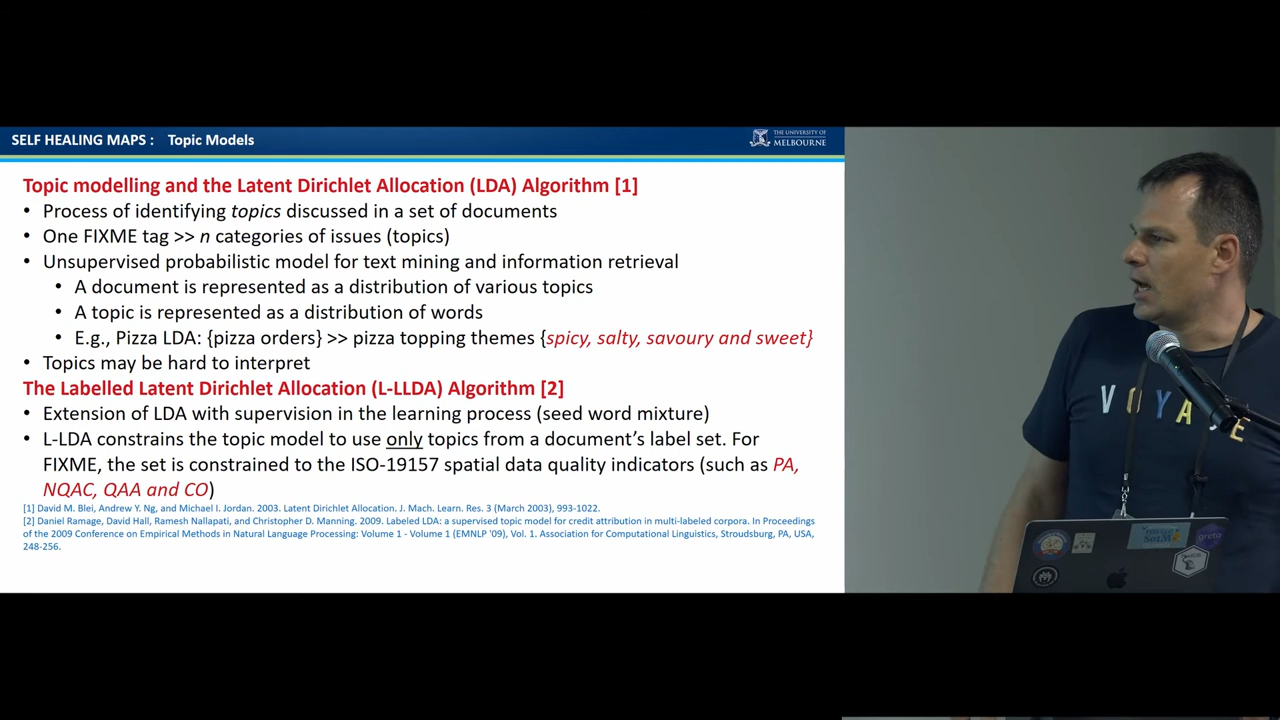 SELF HEALING MAPS : Topic Models
THE UNIVERSITY OF
MELBOURNE
Topic modelling and the Latent Dirichlet Allocation (LDA) Algorithm [1]
• Process of identifying topics discussed in a set of documents
• One FIXME tag >> n categories of issues (topics)
• Unsupervised probabilistic model for text mining and information retrieval
• A document is represented as a distribution of various topics
• A topic is represented as a distribution of words
• E.g., Pizza LDA: {pizza orders} >> pizza topping themes {spicy, salty, savoury and sweet}
• Topics may be hard to interpret
The Labelled Latent Dirichlet Allocation (L-LLDA) Algorithm [2]
• Extension of LDA with supervision in the learning process (seed word mixture)
• L-LDA constrains the topic model to use only topics from a document's label set. For
FIXME, the set is constrained to the ISO-19157 spatial data quality indicators (such as PA,
NQAC, QAA and CO)
[1] David M. Blei, Andrew Y. Ng, and Michael I. Jordan. 2003. Latent Dirichlet Allocation. J. Mach. Learn. Res. 3 (March 2003), 993-1022.
[2] Daniel Ramage, David Hall, Ramesh Nallapati, and Christopher D. Manning. 2009. Labeled LDA: a supervised topic model for credit attribution in multi-labeled corpora. In Proceedings
of the 2009 Conference on Empirical Methods in Natural Language Processing: Volume 1 - Volume 1 (EMNLP '09), Vol. 1. Association for Computational Linguistics, Stroudsburg, PA, USA,
248-256.
greta